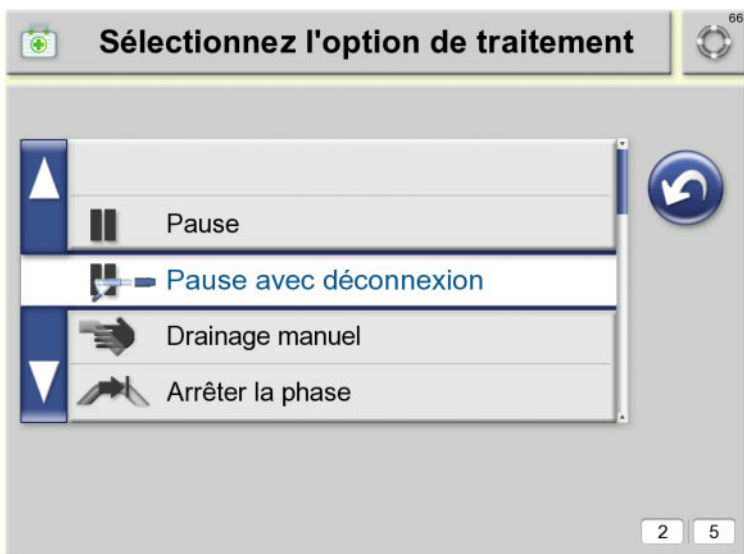 Sélectionnez l'option de traitement
66
Pause
Pause avec déconnexion
Drainage manuel
Arrêter la phase
2 5